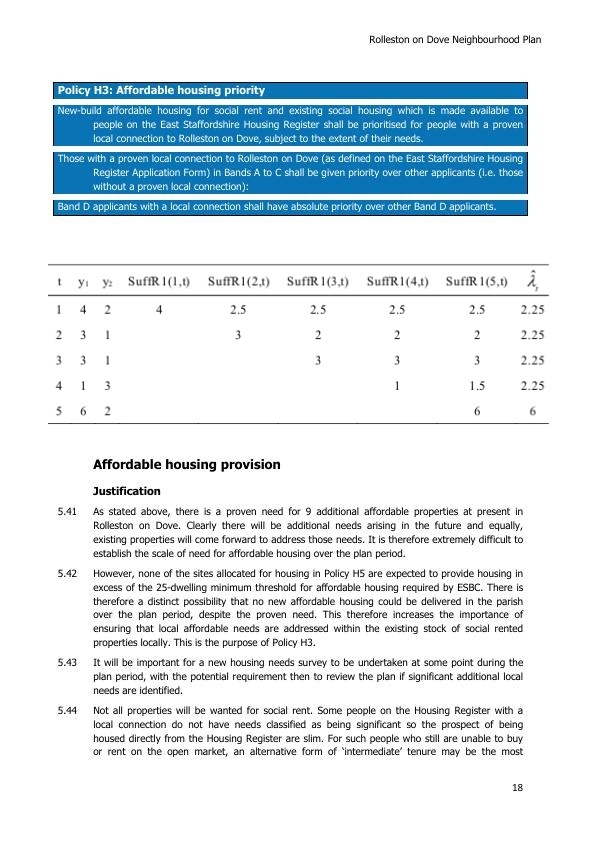 Rolleston on Dove Neighbourhood Plan
Policy H3: Affordable housing priority
New-build affordable housing for social rent and existing social housing which is made available to
people on the East Staffordshire Housing Register shall be prioritised for people with a proven
local connection to Rolleston on Dove, subject to the extent of their needs.
Those with a proven local connection to Rolleston on Dove (as defined on the East Staffordshire Housing
Register Application Form) in Bands A to C shall be given priority over other applicants (i.e. those
without a proven local connection):
Band D applicants with a local connection shall have absolute priority over other Band D applicants.
t y₁ y₂ SuffR1(1,t) SuffR1(2,t) SuffR1(3,t) SuffR1(4,t) SuffR1(5,t) λ̂ₜ
1 4 2 4 2.5 2.5 2.5 2.5 2.25
2 3 1 3 2 2 2 2.25
3 3 1 3 3 3 2.25
4 1 3 1 1.5 2.25
5 6 2 6 6
Affordable housing provision
Justification
5.41 As stated above, there is a proven need for 9 additional affordable properties at present in
Rolleston on Dove. Clearly there will be additional needs arising in the future and equally,
existing properties will come forward to address those needs. It is therefore extremely difficult to
establish the scale of need for affordable housing over the plan period.
5.42 However, none of the sites allocated for housing in Policy H5 are expected to provide housing in
excess of the 25-dwelling minimum threshold for affordable housing required by ESBC. There is
therefore a distinct possibility that no new affordable housing could be delivered in the parish
over the plan period, despite the proven need. This therefore increases the importance of
ensuring that local affordable needs are addressed within the existing stock of social rented
properties locally. This is the purpose of Policy H3.
5.43 It will be important for a new housing needs survey to be undertaken at some point during the
plan period, with the potential requirement then to review the plan if significant additional local
needs are identified.
5.44 Not all properties will be wanted for social rent. Some people on the Housing Register with a
local connection do not have needs classified as being significant so the prospect of being
housed directly from the Housing Register are slim. For such people who still are unable to buy
or rent on the open market, an alternative form of ‘intermediate’ tenure may be the most
18